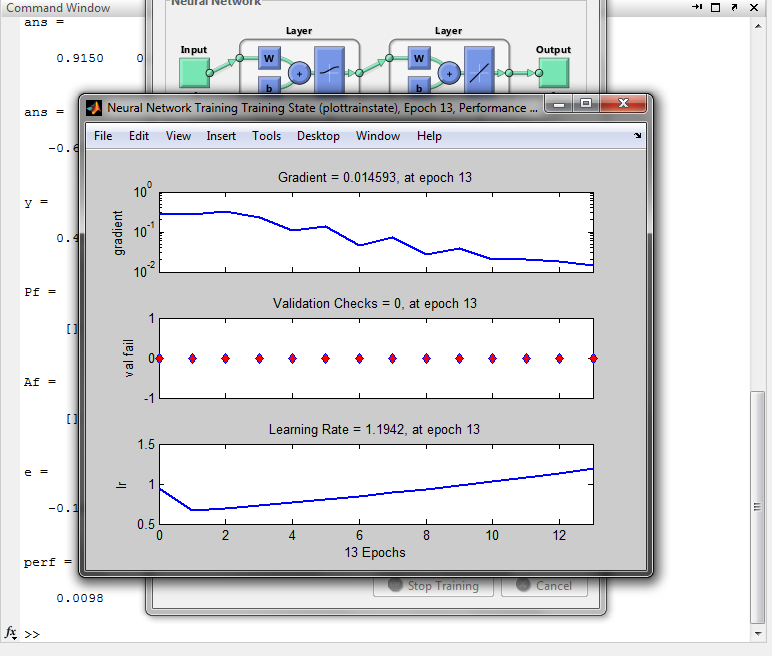 Command Window
Neural Network
ans =
0.9150 0
ans =
-0.6
y =
0.4
Pf =
[]
Af =
[]
e =
-0.1
perf =
0.0098
fx >>
Layer Layer
Input Output
W W
+ +
b b
Neural Network Training Training State (plottrainstate), Epoch 13, Performance ...
File Edit View Insert Tools Desktop Window Help
Gradient = 0.014593, at epoch 13
gradient
10^0
10^-1
10^-2
Validation Checks = 0, at epoch 13
val fail
1
0
-1
Learning Rate = 1.1942, at epoch 13
lr
1.5
1
0.5
0 2 4 6 8 10 12
13 Epochs
Stop Training Cancel